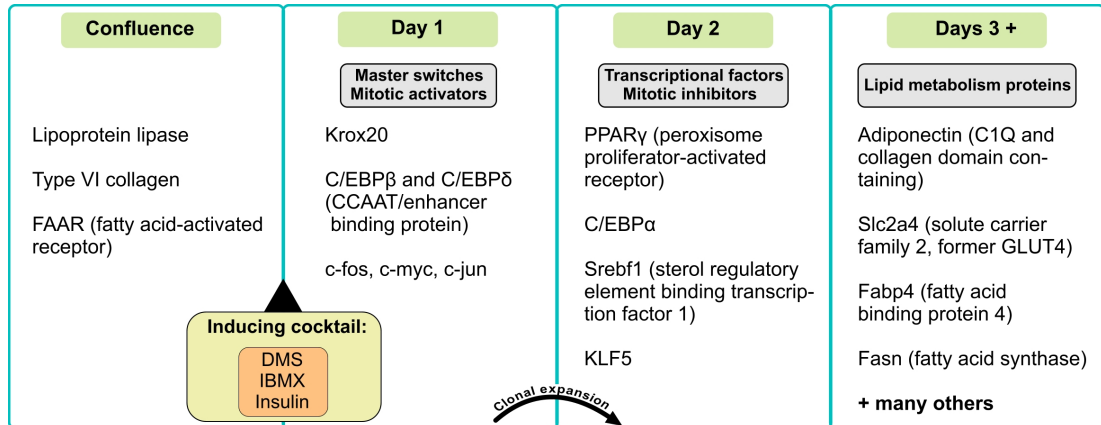 Confluence
Lipoprotein lipase
Type VI collagen
FAAR (fatty acid-activated
receptor)
Inducing cocktail:
DMS
IBMX
Insulin
Day 1
Master switches
Mitotic activators
Krox20
C/EBPβ and C/EBPδ
(CCAAT/enhancer
binding protein)
c-fos, c-myc, c-jun
Clonal expansion
Day 2
Transcriptional factors
Mitotic inhibitors
PPARγ (peroxisome
proliferator-activated
receptor)
C/EBPα
Srebf1 (sterol regulatory
element binding transcrip-
tion factor 1)
KLF5
Days 3 +
Lipid metabolism proteins
Adiponectin (C1Q and
collagen domain con-
taining)
Slc2a4 (solute carrier
family 2, former GLUT4)
Fabp4 (fatty acid
binding protein 4)
Fasn (fatty acid synthase)
+ many others